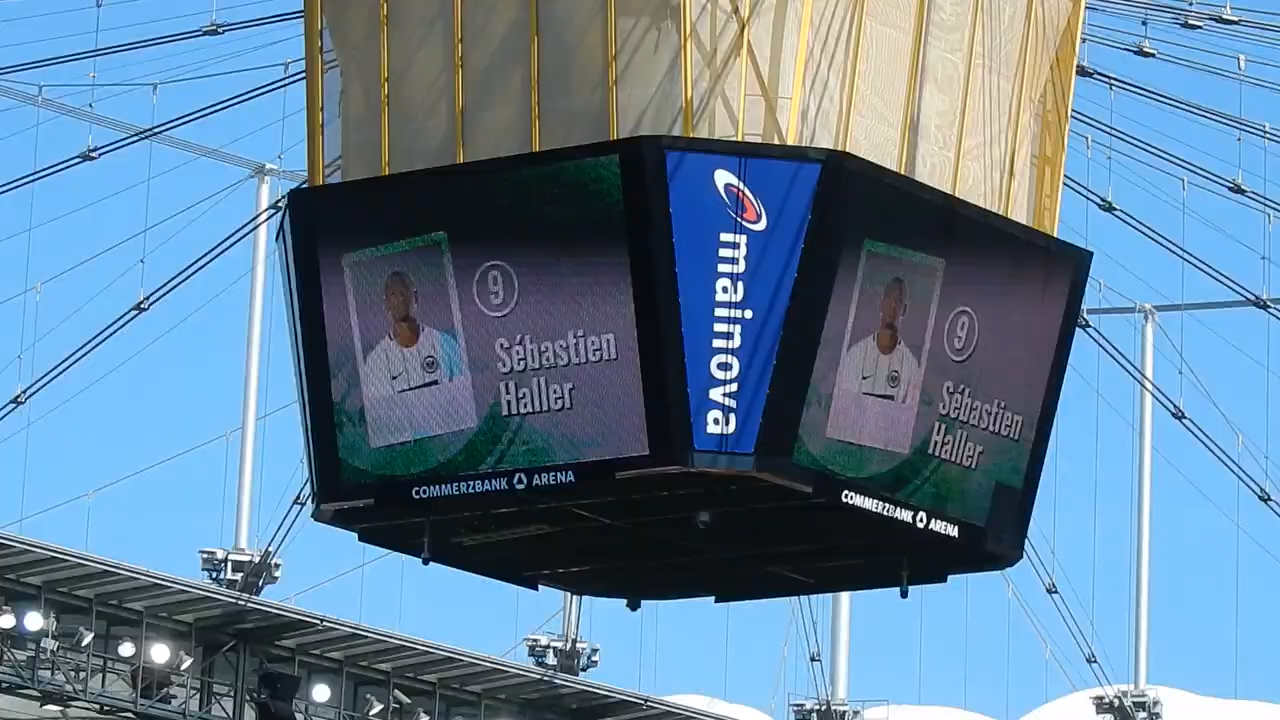 9
Sébastien
Haller
COMMERZBANK ARENA
mainova
9
Sébastien
Haller
COMMERZBANK ARENA